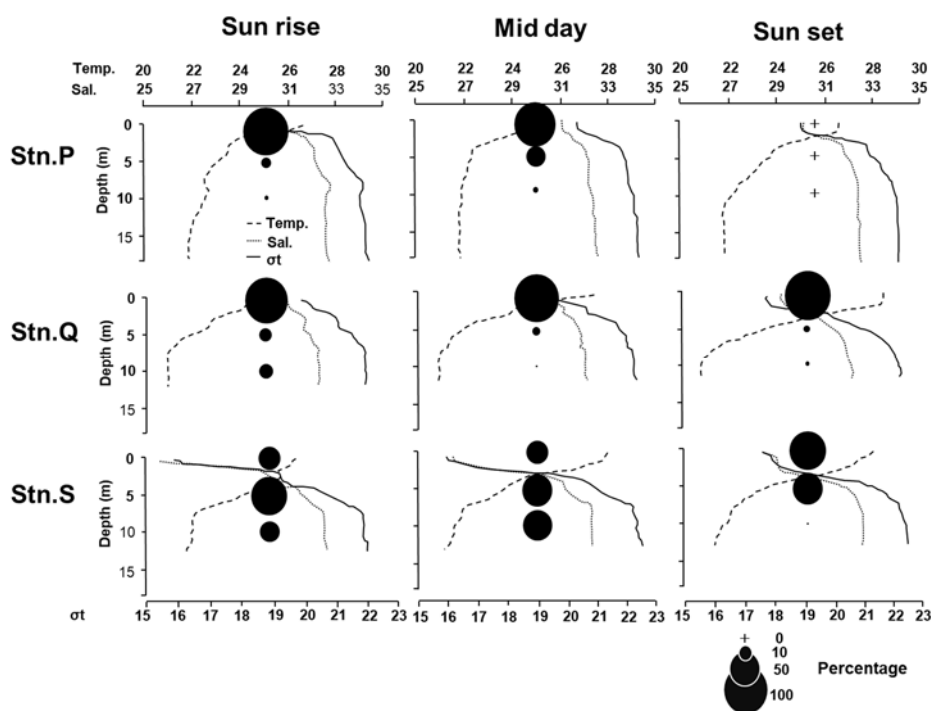 Sun rise Mid day Sun set
Temp. 20 22 24 26 28 30 20 22 24 26 28 30 20 22 24 26 28 30
Sal. 25 27 29 31 33 35 25 27 29 31 33 35 25 27 29 31 33 35
Stn.P
Depth (m)
0
5
10
15
Temp.
Sal.
σt
Stn.Q
Depth (m)
0
5
10
15
Stn.S
Depth (m)
0
5
10
15
σt 15 16 17 18 19 20 21 22 23 15 16 17 18 19 20 21 22 23 15 16 17 18 19 20 21 22 23
0
10
50
100
Percentage